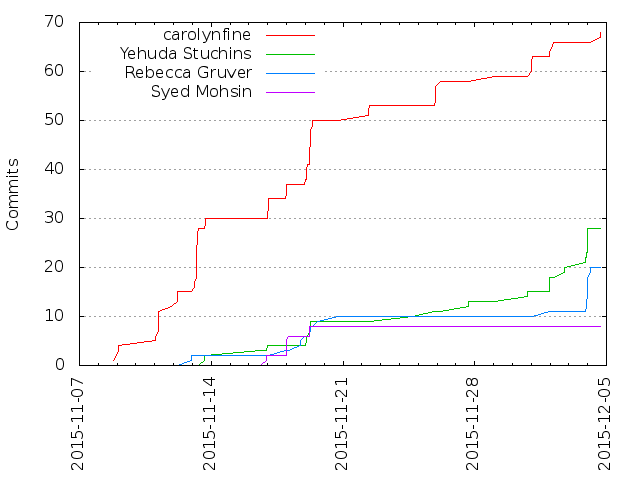 70
60
50
40
30
20
10
0
Commits
carolynfine
Yehuda Stuchins
Rebecca Gruver
Syed Mohsin
2015-11-07
2015-11-14
2015-11-21
2015-11-28
2015-12-05